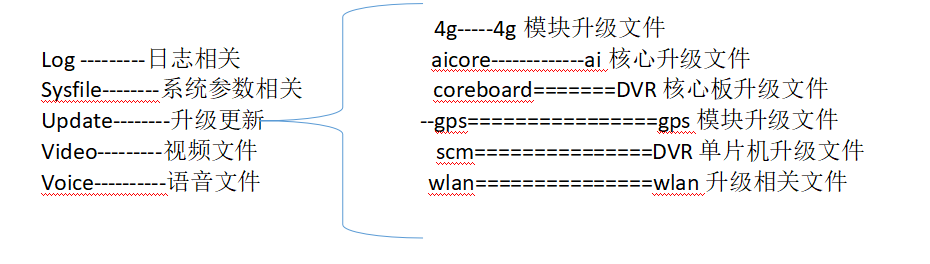 Log ---------日志相关
Sysfile--------系统参数相关
Update--------升级更新
Video---------视频文件
Voice----------语音文件
4g-----4g 模块升级文件
aicore-------------ai 核心升级文件
coreboard=======DVR 核心板升级文件
--gps================gps 模块升级文件
scm===============DVR 单片机升级文件
wlan===============wlan 升级相关文件